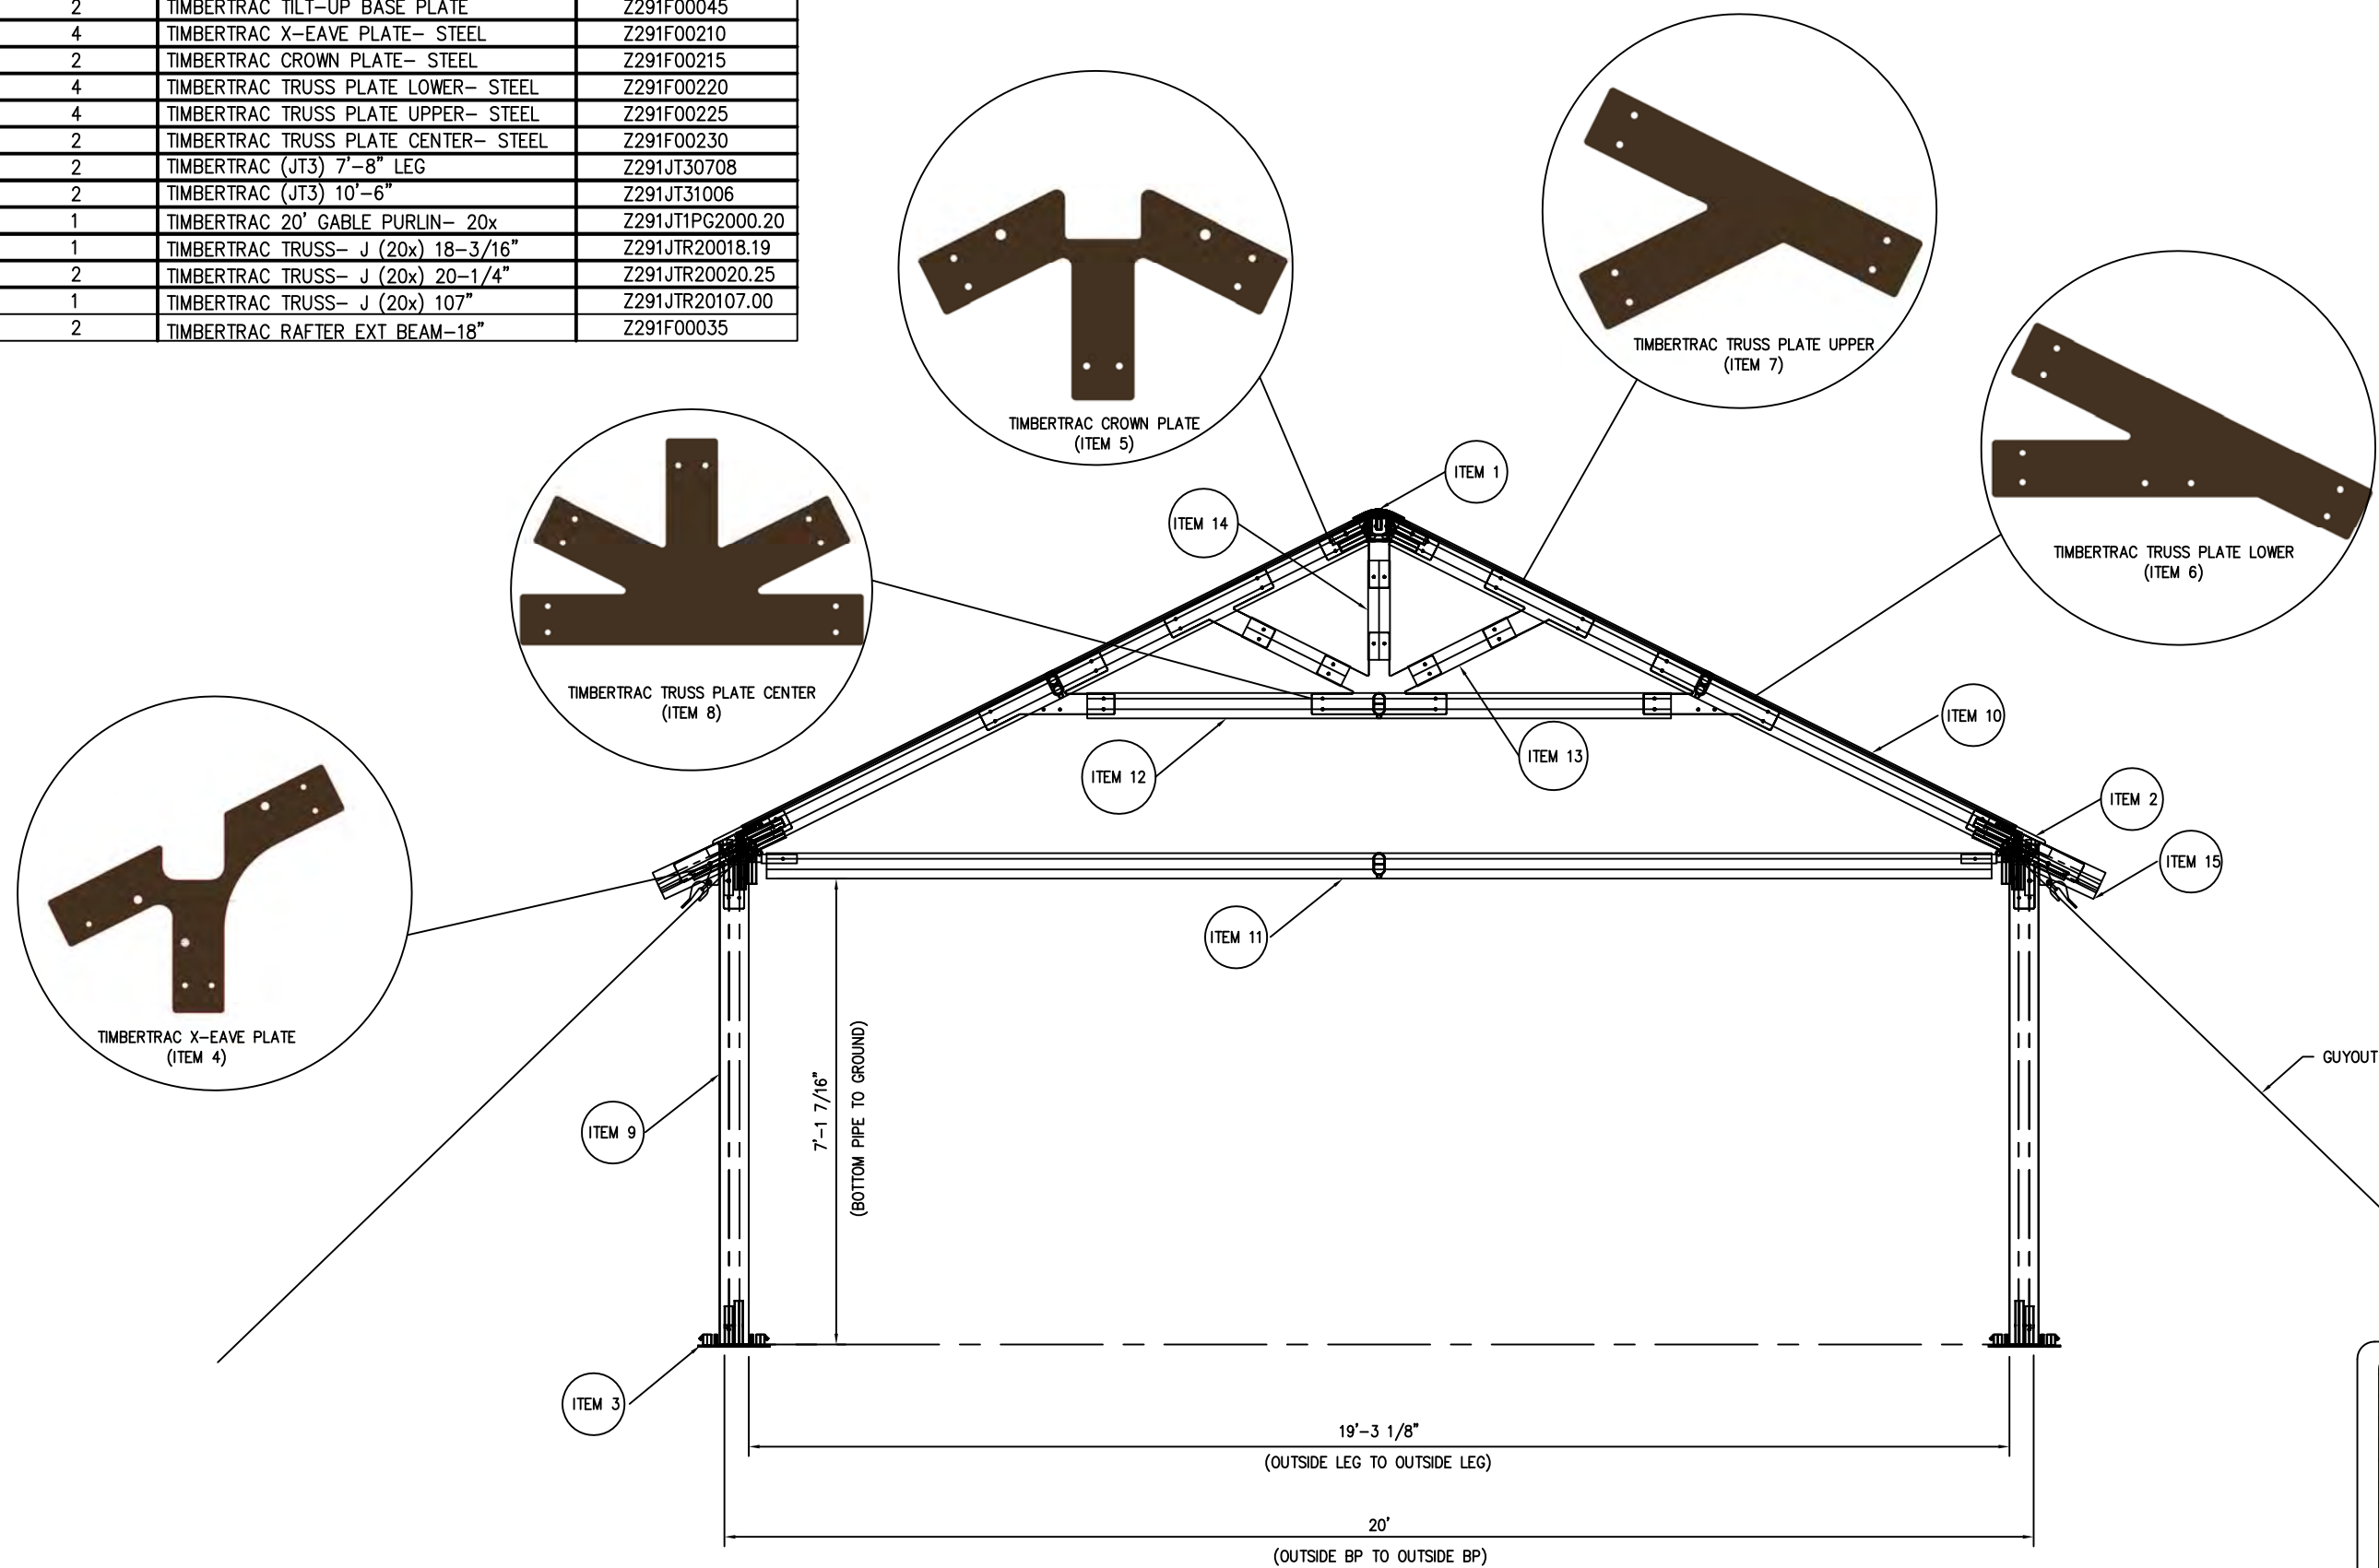 2 TIMBERTRAC TILT-UP BASE PLATE Z291F00045
4 TIMBERTRAC X-EAVE PLATE- STEEL Z291F00210
2 TIMBERTRAC CROWN PLATE- STEEL Z291F00215
4 TIMBERTRAC TRUSS PLATE LOWER- STEEL Z291F00220
4 TIMBERTRAC TRUSS PLATE UPPER- STEEL Z291F00225
2 TIMBERTRAC TRUSS PLATE CENTER- STEEL Z291F00230
2 TIMBERTRAC (JT3) 7'-8" LEG Z291JT30708
2 TIMBERTRAC (JT3) 10'-6" Z291JT31006
1 TIMBERTRAC 20' GABLE PURLIN- 20x Z291JT1PG2000.20
1 TIMBERTRAC TRUSS- J (20x) 18-3/16" Z291JTR20018.19
2 TIMBERTRAC TRUSS- J (20x) 20-1/4" Z291JTR20020.25
1 TIMBERTRAC TRUSS- J (20x) 107" Z291JTR20107.00
2 TIMBERTRAC RAFTER EXT BEAM-18" Z291F00035
TIMBERTRAC TRUSS PLATE UPPER
(ITEM 7)
TIMBERTRAC CROWN PLATE
(ITEM 5)
TIMBERTRAC TRUSS PLATE LOWER
(ITEM 6)
TIMBERTRAC TRUSS PLATE CENTER
(ITEM 8)
TIMBERTRAC X-EAVE PLATE
(ITEM 4)
ITEM 1
ITEM 14
ITEM 10
ITEM 13
ITEM 12
ITEM 2
ITEM 15
ITEM 11
GUYOUT
ITEM 9
7'-1 7/16"
(BOTTOM PIPE TO GROUND)
ITEM 3
19'-3 1/8"
(OUTSIDE LEG TO OUTSIDE LEG)
20'
(OUTSIDE BP TO OUTSIDE BP)